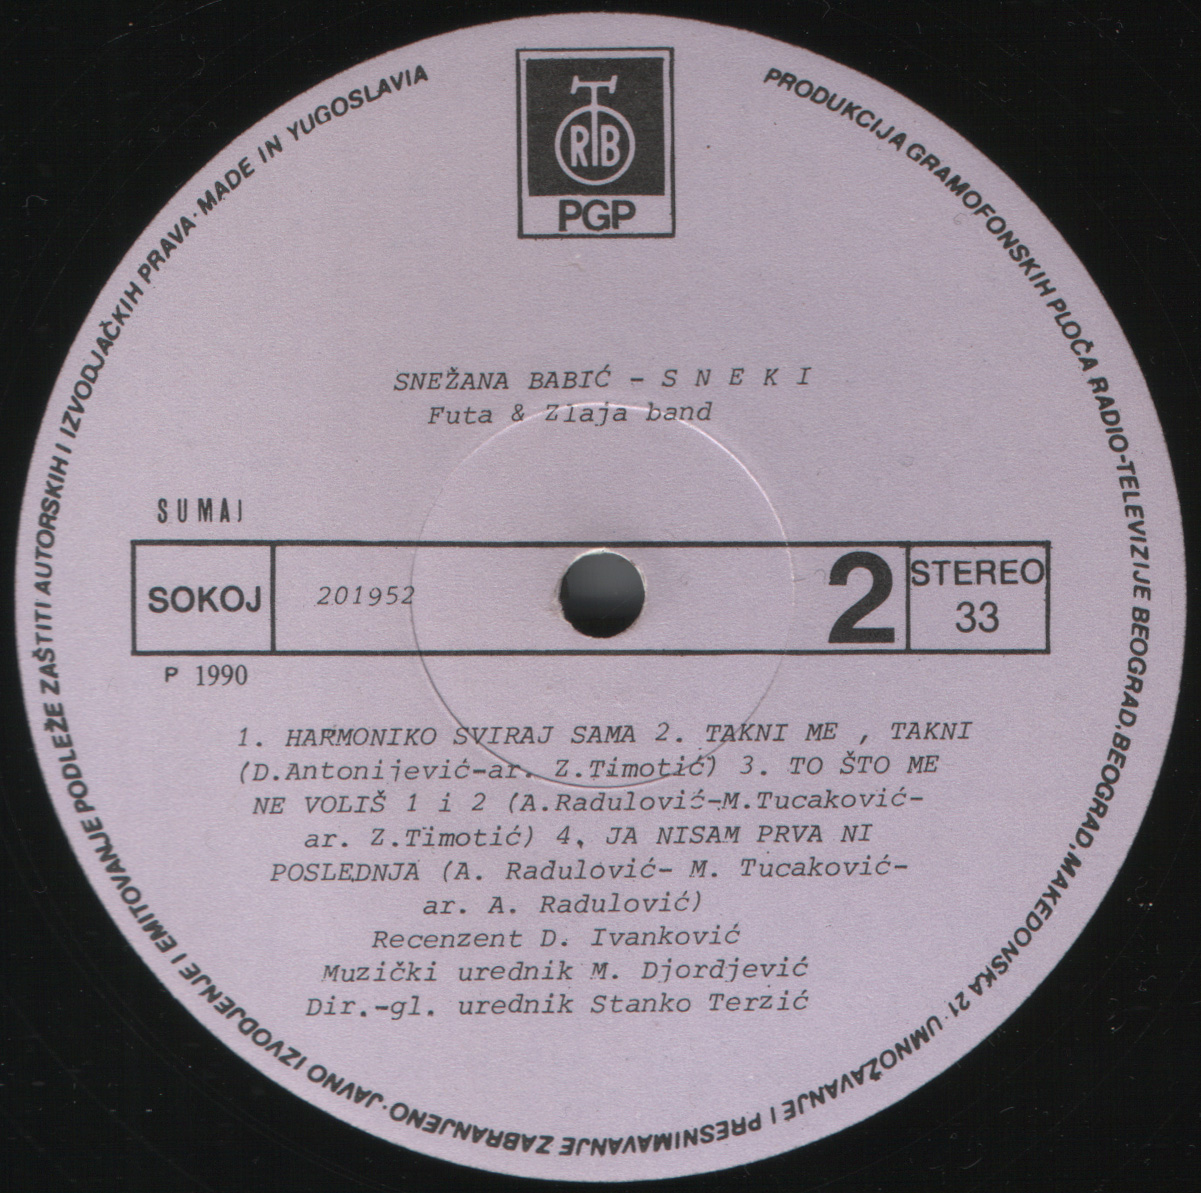 RTB
PGP
PRODUKCIJA GRAMOFONSKIH PLOČA RADIO-TELEVIZIJE BEOGRAD, BEOGRAD, MAKEDONSKA 21 · UMNOŽAVANJE I PRESNIMAVANJE ZABRANJENO · JAVNO IZVODJENJE I EMITOVANJE PODLEŽE ZAŠTITI AUTORSKIH I IZVODJAČKIH PRAVA · MADE IN YUGOSLAVIA
SNEŽANA BABIĆ - S N E K I
Futa & Zlaja band
SUMAJ
SOKOJ 201952 2 STEREO
33
P 1990
1. HARMONIKO SVIRAJ SAMA 2. TAKNI ME , TAKNI
(D.Antonijević-ar. Z.Timotić) 3. TO ŠTO ME
NE VOLIŠ 1 i 2 (A.Radulović-M.Tucaković-
ar. Z.Timotić) 4, JA NISAM PRVA NI
POSLEDNJA (A. Radulović- M. Tucaković-
ar. A. Radulović)
Recenzent D. Ivanković
Muzički urednik M. Djordjević
Dir.-gl. urednik Stanko Terzić